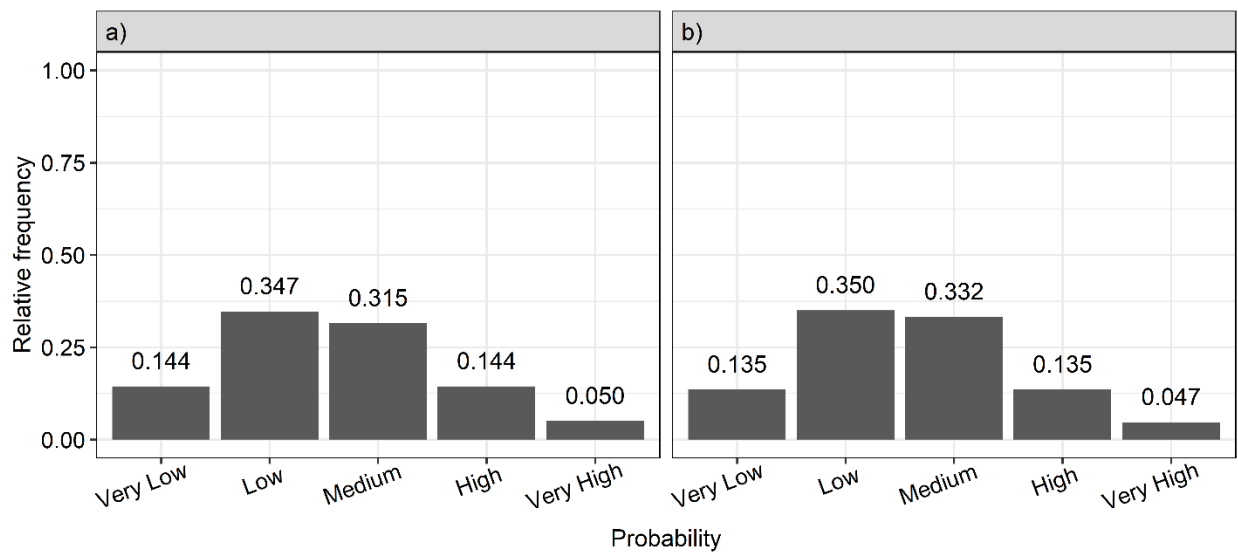 a)
b)
Relative frequency
1.00
0.75
0.50
0.25
0.00
0.144
0.347
0.315
0.144
0.050
0.135
0.350
0.332
0.135
0.047
Very Low
Low
Medium
High
Very High
Very Low
Low
Medium
High
Very High
Probability